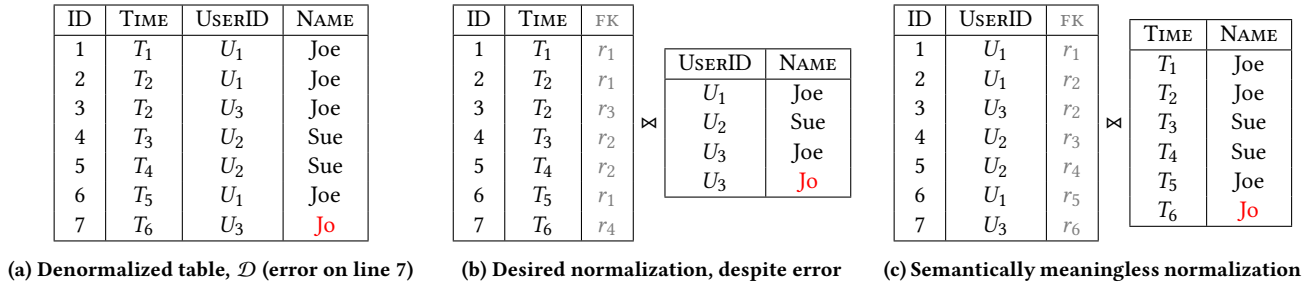 ID TIME USERID NAME
1 T1 U1 Joe
2 T2 U1 Joe
3 T2 U3 Joe
4 T3 U2 Sue
5 T4 U2 Sue
6 T5 U1 Joe
7 T6 U3 Jo
(a) Denormalized table, 𝒟 (error on line 7)
ID TIME FK
1 T1 r1
2 T2 r1
3 T2 r3
4 T3 r2
5 T4 r2
6 T5 r1
7 T6 r4
⋈
USERID NAME
U1 Joe
U2 Sue
U3 Joe
U3 Jo
(b) Desired normalization, despite error
ID USERID FK
1 U1 r1
2 U1 r2
3 U3 r2
4 U2 r3
5 U2 r4
6 U1 r5
7 U3 r6
⋈
TIME NAME
T1 Joe
T2 Joe
T3 Sue
T4 Sue
T5 Joe
T6 Jo
(c) Semantically meaningless normalization